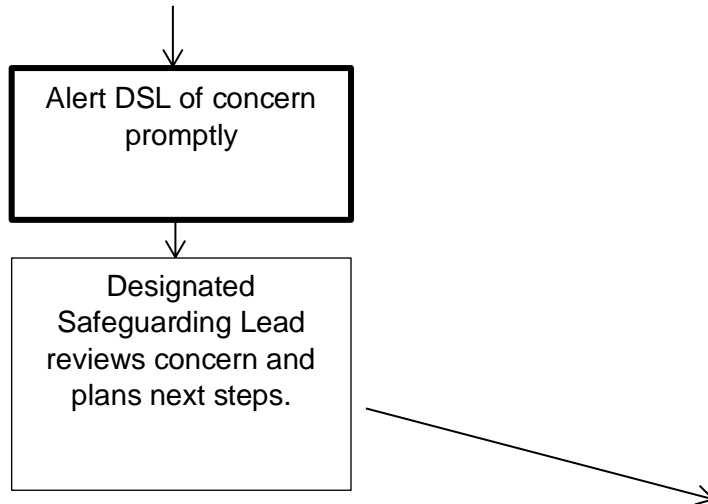 Alert DSL of concern
promptly
Designated
Safeguarding Lead
reviews concern and
plans next steps.